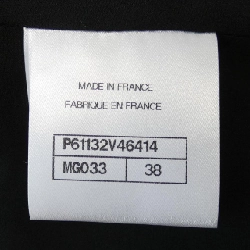 MADE IN FRANCE
FABRIQUE EN FRANCE
P61132V46414
MG033 38